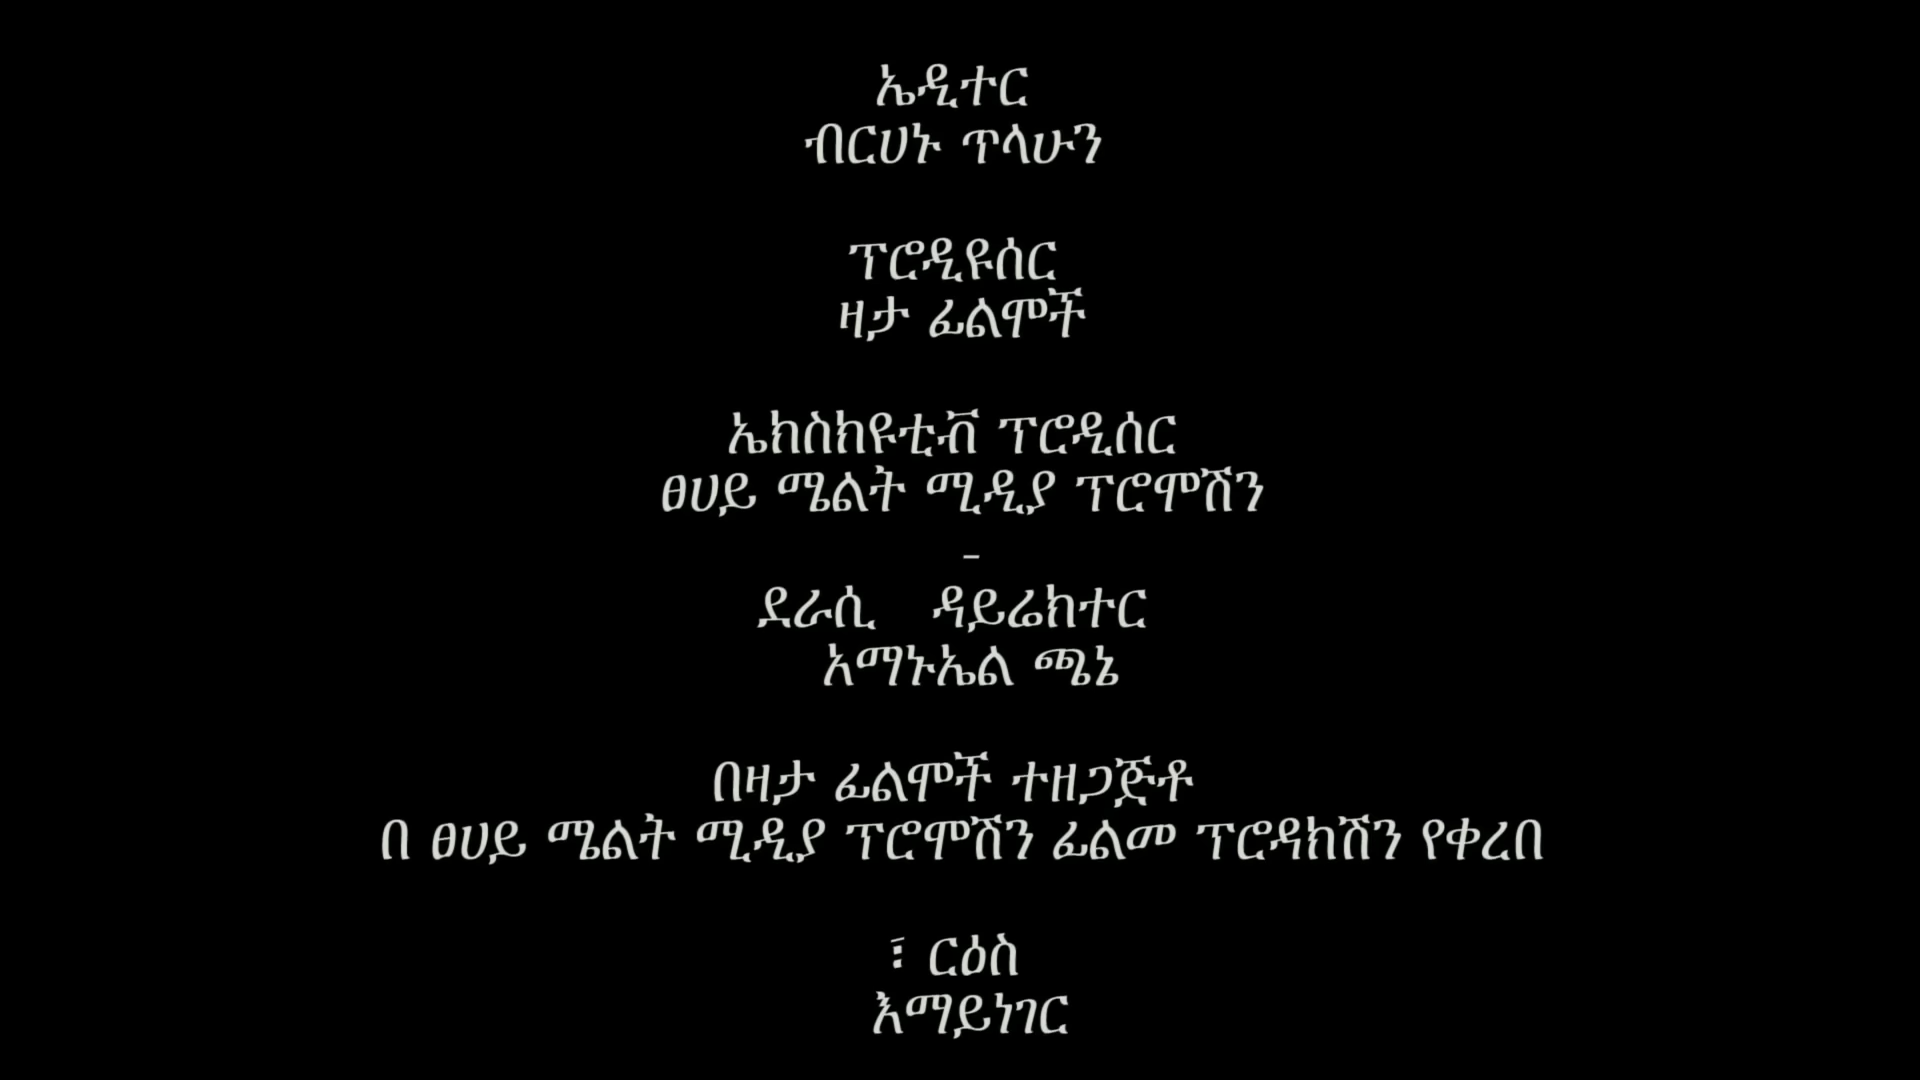 ኤዲተር
ብርሀኑ ጥላሁን
ፕሮዲዩሰር
ዛታ ፊልሞች
ኤክስክዩቲቭ ፕሮዲሰር
ፀሀይ ሜልት ሚዲያ ፕሮሞሽን
-
ደራሲ ዳይሬክተር
አማኑኤል ጫኔ
በዛታ ፊልሞች ተዘጋጅቶ
በ ፀሀይ ሜልት ሚዲያ ፕሮሞሽን ፊልመ ፕሮዳክሽን የቀረበ
፣ ርዕስ
እማይነገር